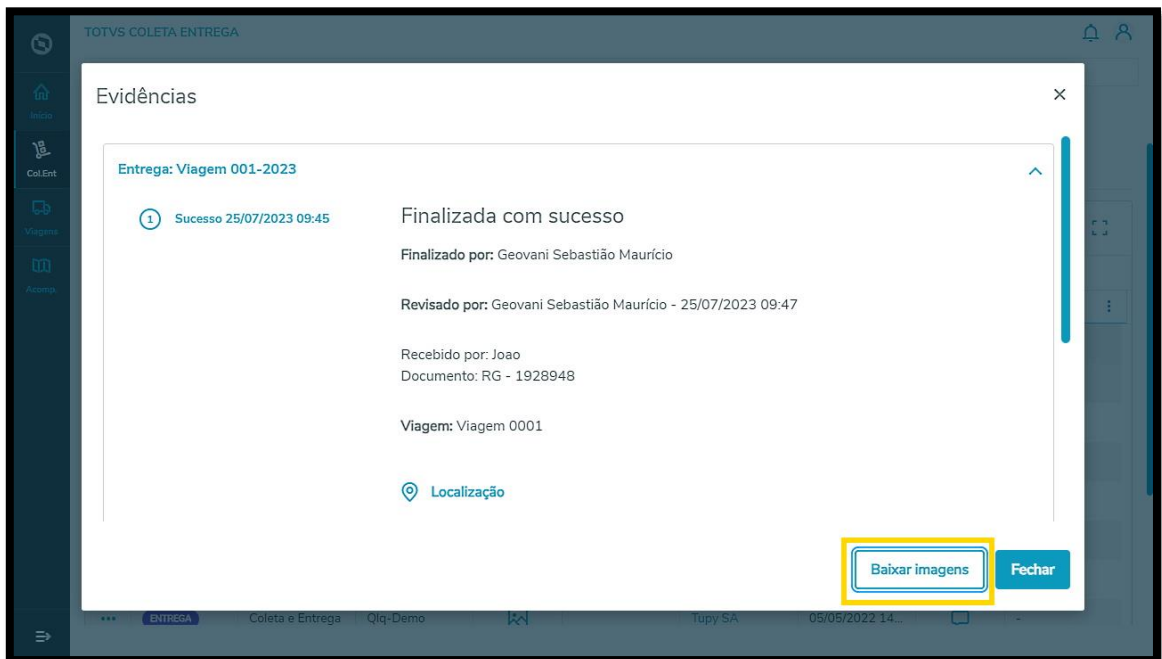 TOTVS COLETA ENTREGA
Início
Col.Ent
Viagens
Acomp.
Evidências
Entrega: Viagem 001-2023
1 Sucesso 25/07/2023 09:45
Finalizada com sucesso
Finalizado por: Geovani Sebastião Maurício
Revisado por: Geovani Sebastião Maurício - 25/07/2023 09:47
Recebido por: Joao
Documento: RG - 1928948
Viagem: Viagem 0001
Localização
Baixar imagens Fechar
ENTREGA Coleta e Entrega Qlq-Demo Tupy SA 05/05/2022 14... -